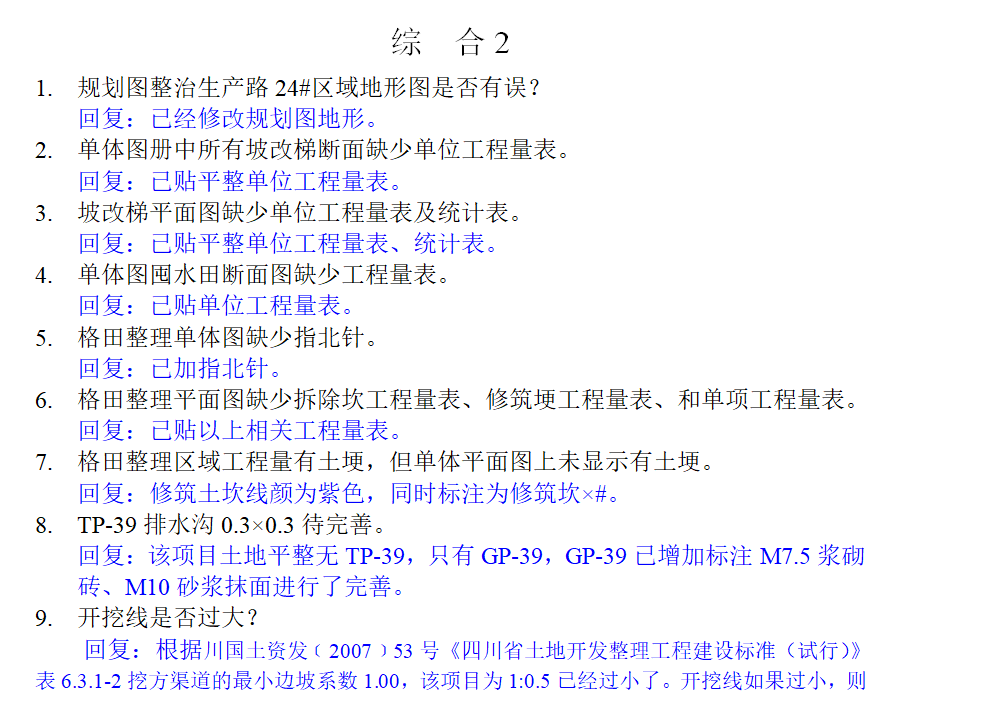 综 合 2
1. 规划图整治生产路 24#区域地形图是否有误？
回复：已经修改规划图地形。
2. 单体图册中所有坡改梯断面缺少单位工程量表。
回复：已贴平整单位工程量表。
3. 坡改梯平面图缺少单位工程量表及统计表。
回复：已贴平整单位工程量表、统计表。
4. 单体图囤水田断面图缺少工程量表。
回复：已贴单位工程量表。
5. 格田整理单体图缺少指北针。
回复：已加指北针。
6. 格田整理平面图缺少拆除坎工程量表、修筑埂工程量表、和单项工程量表。
回复：已贴以上相关工程量表。
7. 格田整理区域工程量有土埂，但单体平面图上未显示有土埂。
回复：修筑土坎线颜为紫色，同时标注为修筑坎×#。
8. TP-39 排水沟 0.3×0.3 待完善。
回复：该项目土地平整无 TP-39，只有 GP-39，GP-39 已增加标注 M7.5 浆砌
砖、M10 砂浆抹面进行了完善。
9. 开挖线是否过大？
回复：根据川国土资发﹝2007﹞53 号《四川省土地开发整理工程建设标准（试行）》
表 6.3.1-2 挖方渠道的最小边坡系数 1.00，该项目为 1:0.5 已经过小了。开挖线如果过小，则